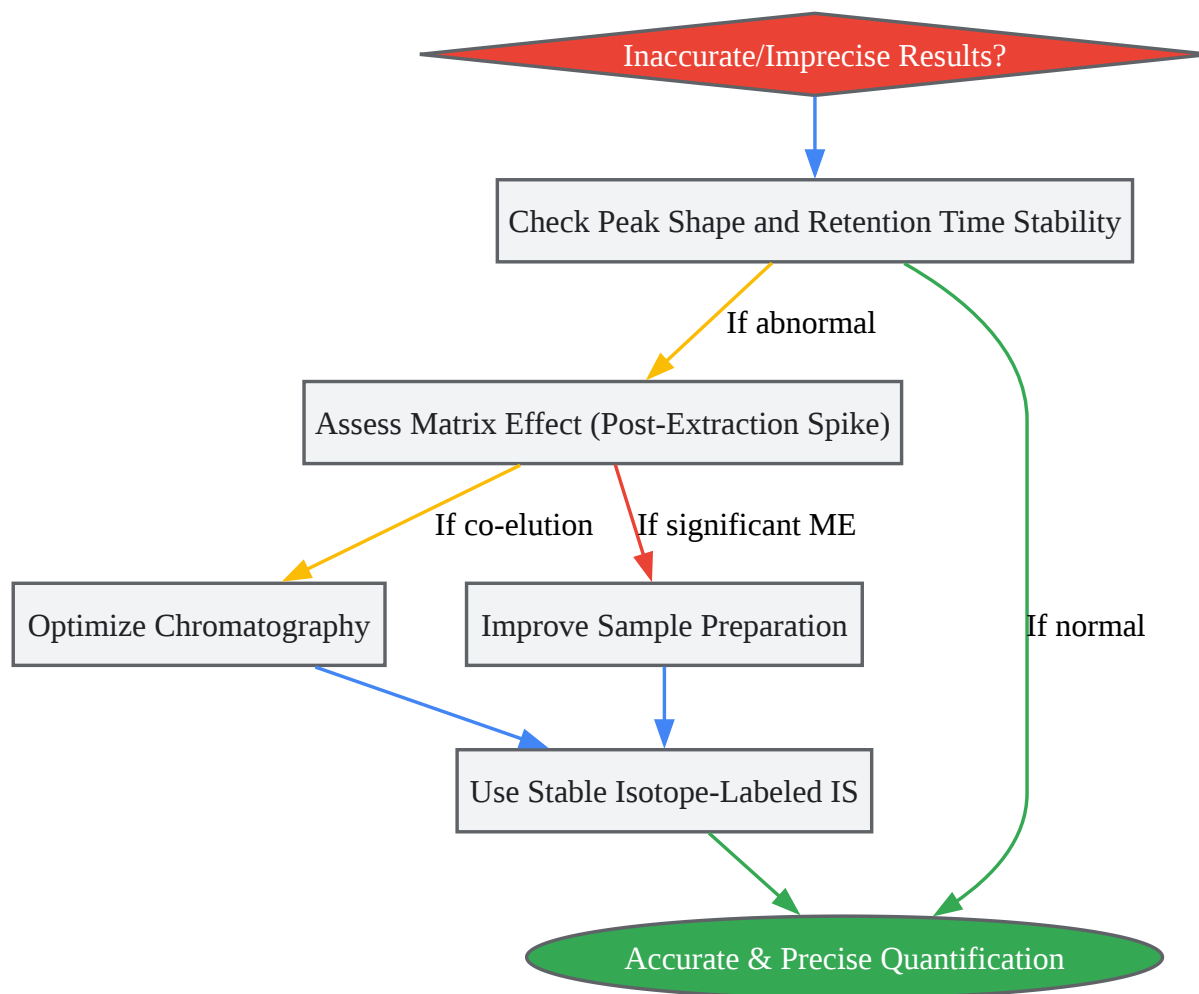 Inaccurate/Imprecise Results?
Check Peak Shape and Retention Time Stability
If abnormal
Assess Matrix Effect (Post-Extraction Spike)
If co-elution
If significant ME
Optimize Chromatography
Improve Sample Preparation
If normal
Use Stable Isotope-Labeled IS
Accurate & Precise Quantification